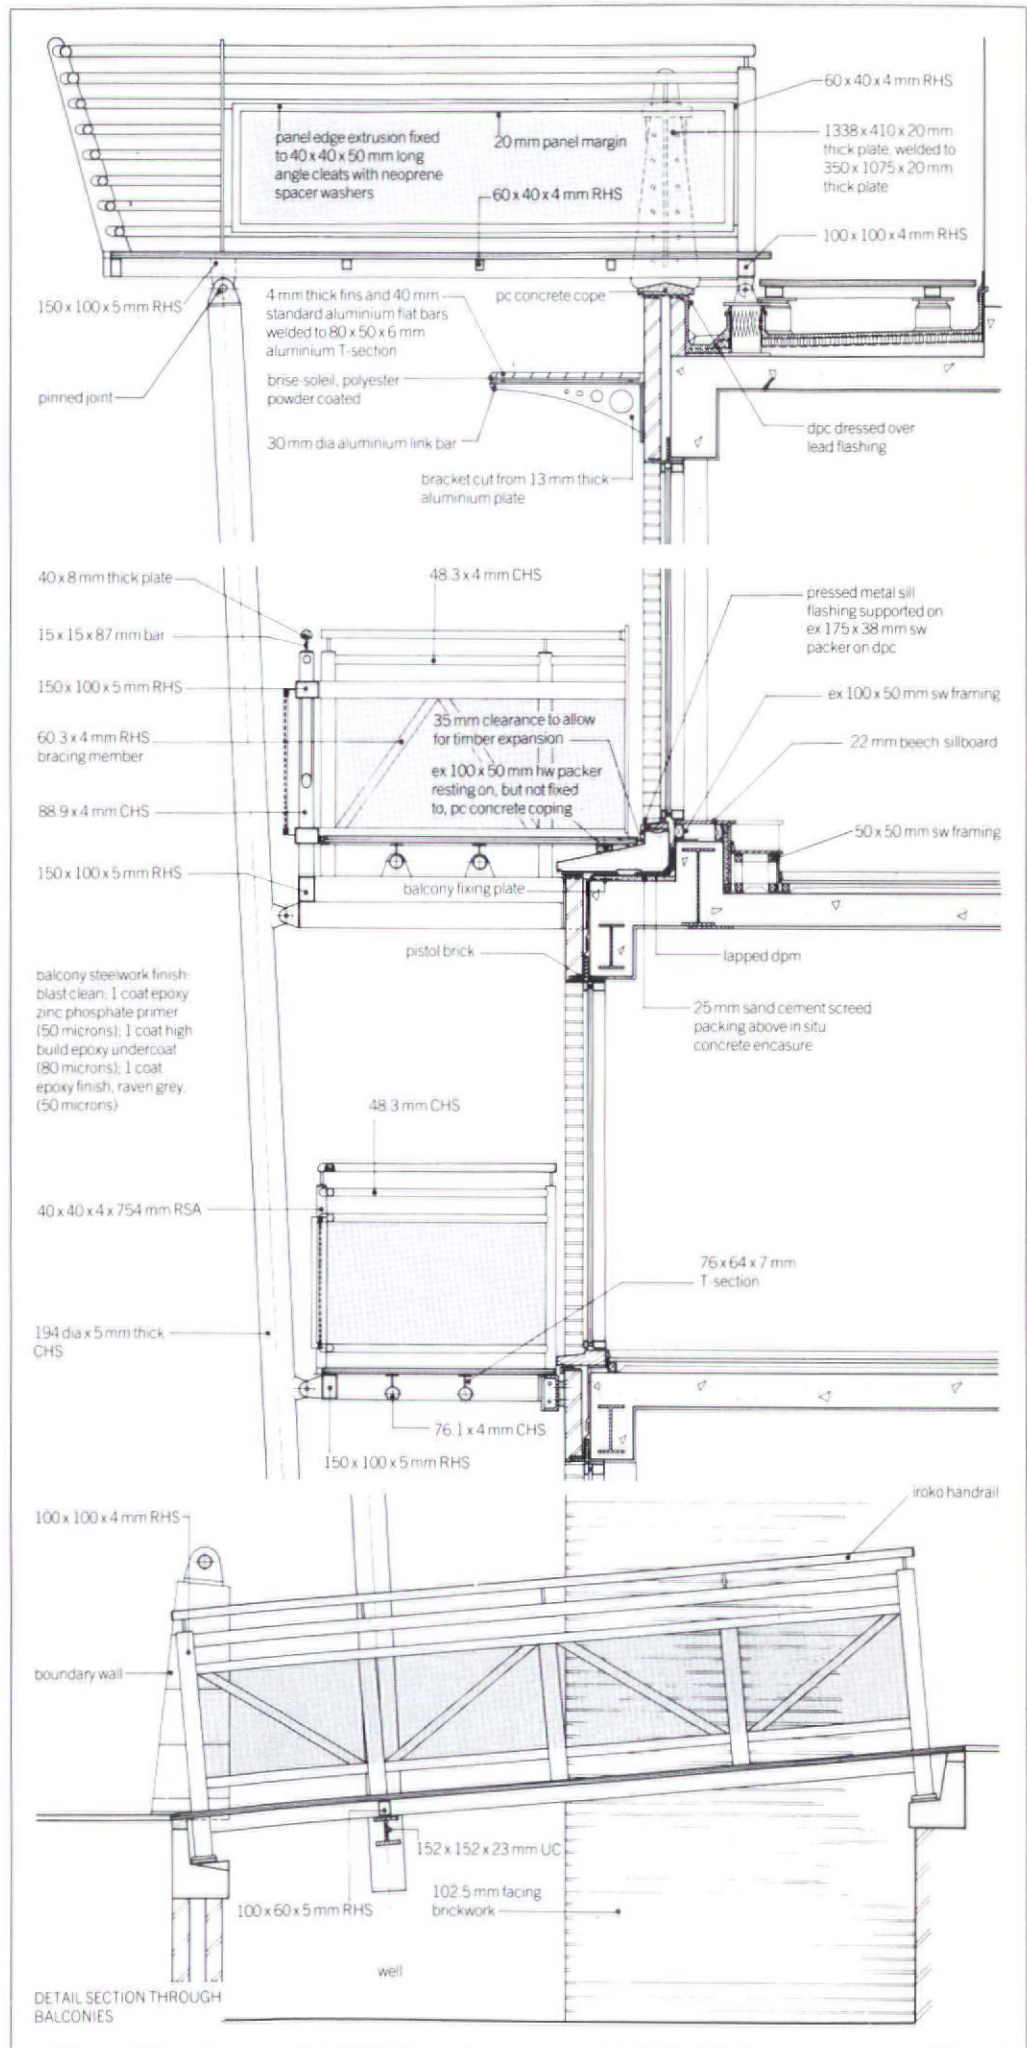 60 x 40 x 4 mm RHS
panel edge extrusion fixed
to 40 x 40 x 50 mm long
angle cleats with neoprene
spacer washers
20 mm panel margin
1338 x 410 x 20 mm
thick plate, welded to
350 x 1075 x 20 mm
thick plate
60 x 40 x 4 mm RHS
100 x 100 x 4 mm RHS
150 x 100 x 5 mm RHS
4 mm thick fins and 40 mm
standard aluminium flat bars
welded to 80 x 50 x 6 mm
aluminium T-section
pc concrete cope
brise-soleil, polyester
powder coated
pinned joint
30 mm dia aluminium link bar
dpc dressed over
lead flashing
bracket cut from 13 mm thick
aluminium plate
40 x 8 mm thick plate
48.3 x 4 mm CHS
pressed metal sill
flashing supported on
ex 175 x 38 mm sw
packer on dpc
15 x 15 x 87 mm bar
150 x 100 x 5 mm RHS
ex 100 x 50 mm sw framing
35 mm clearance to allow
for timber expansion
60.3 x 4 mm RHS
bracing member
22 mm beech sillboard
ex 100 x 50 mm hw packer
resting on, but not fixed
to, pc concrete coping
88.9 x 4 mm CHS
50 x 50 mm sw framing
150 x 100 x 5 mm RHS
balcony fixing plate
pistol brick
lapped dpm
balcony steelwork finish:
blast clean; 1 coat epoxy
zinc phosphate primer
(50 microns); 1 coat high
build epoxy undercoat
(80 microns); 1 coat
epoxy finish, raven grey,
(50 microns)
25 mm sand cement screed
packing above in situ
concrete encasure
48.3 mm CHS
40 x 40 x 4 x 754 mm RSA
76 x 64 x 7 mm
T-section
194 dia x 5 mm thick
CHS
76.1 x 4 mm CHS
150 x 100 x 5 mm RHS
iroko handrail
100 x 100 x 4 mm RHS
boundary wall
152 x 152 x 23 mm UC
100 x 60 x 5 mm RHS
102.5 mm facing
brickwork
well
DETAIL SECTION THROUGH
BALCONIES